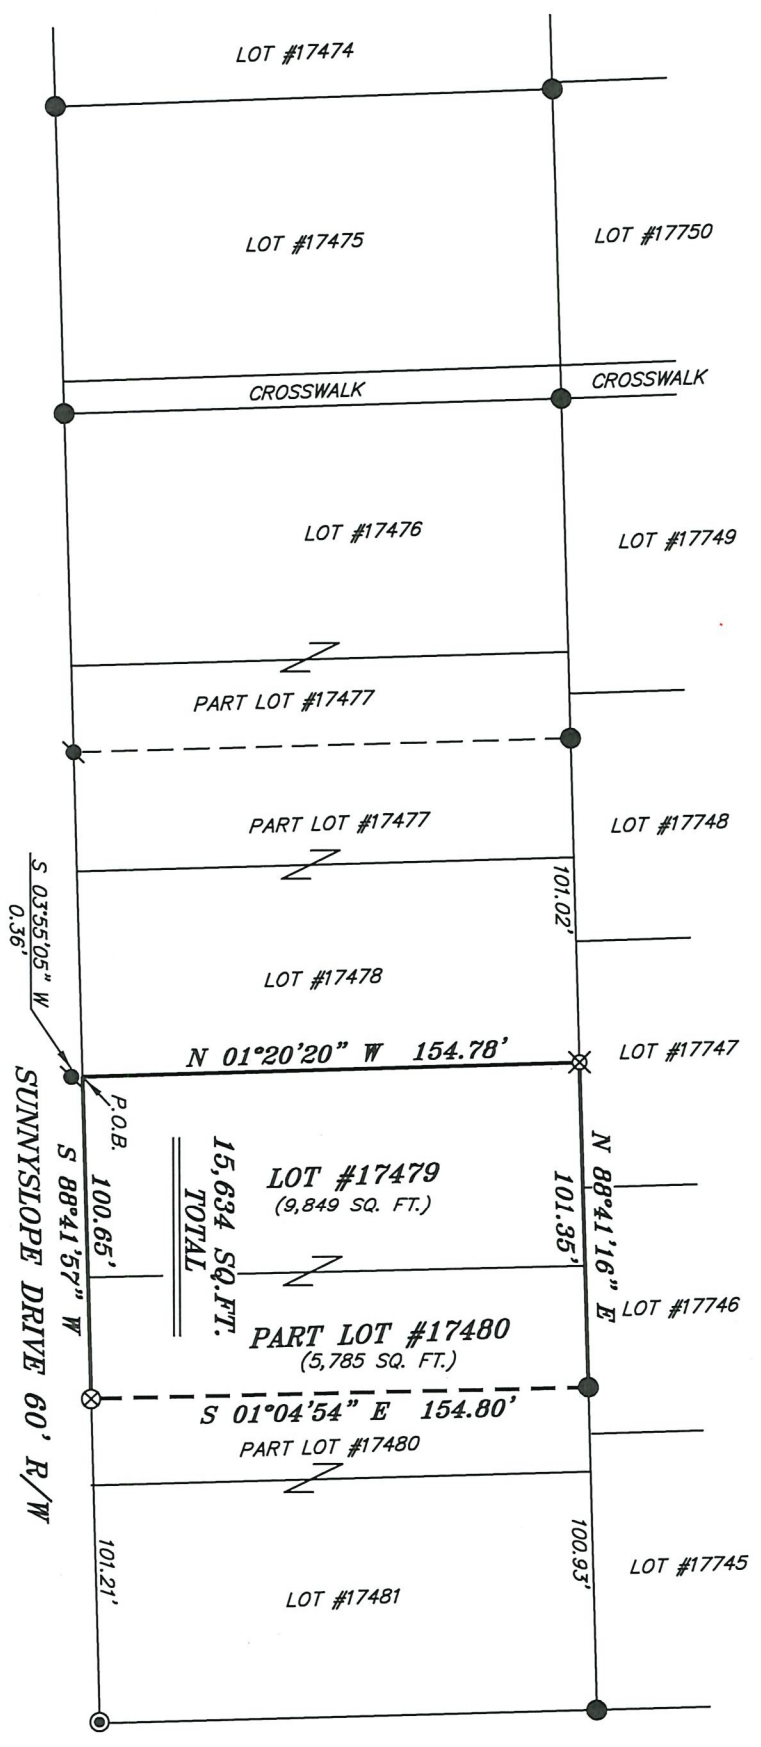 LOT #17474
LOT #17475
LOT #17750
CROSSWALK
CROSSWALK
LOT #17476
LOT #17749
PART LOT #17477
PART LOT #17477
LOT #17748
101.02'
S 03°55'05" W
0.36'
LOT #17478
N 01°20'20" W 154.78'
LOT #17747
P.O.B.
SUNNYSLOPE DRIVE 60' R/W
S 88°41'57" W
100.65'
15,634 SQ.FT.
TOTAL
LOT #17479
(9,849 SQ. FT.)
101.35'
N 88°41'16" E
LOT #17746
PART LOT #17480
(5,785 SQ. FT.)
S 01°04'54" E 154.80'
PART LOT #17480
101.21'
100.93'
LOT #17745
LOT #17481